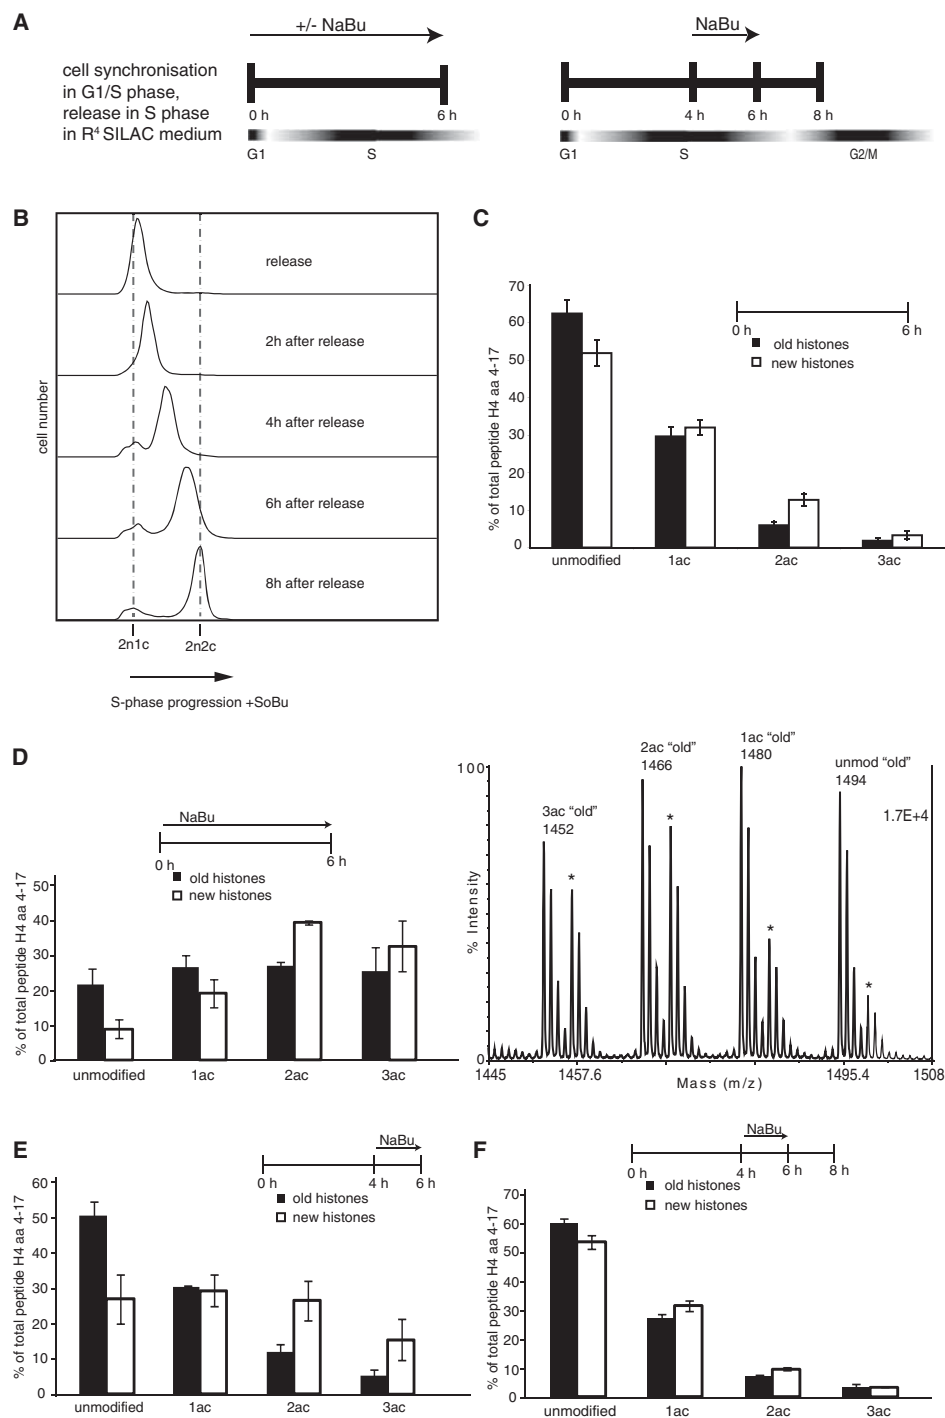 A
+/- NaBu
NaBu
cell synchronisation
in G1/S phase,
release in S phase
in R⁴ SILAC medium
0 h
6 h
0 h
4 h
6 h
8 h
G1
S
G1
S
G2/M
B
cell number
release
2h after release
4h after release
6h after release
8h after release
2n1c
2n2c
S-phase progression +SoBu
C
% of total peptide H4 aa 4-17
70
60
50
40
30
20
10
0
0 h
6 h
old histones
new histones
unmodified
1ac
2ac
3ac
D
NaBu
0 h
6 h
old histones
new histones
% of total peptide H4 aa 4-17
50
40
30
20
10
0
unmodified
1ac
2ac
3ac
100
% Intensity
0
3ac “old”
1452
*
2ac “old”
1466
*
1ac “old”
1480
*
unmod “old”
1494
*
1.7E+4
1445
1457.6
1495.4
1508
Mass (m/z)
E
NaBu
0 h
4 h
6 h
old histones
new histones
% of total peptide H4 aa 4-17
60
50
40
30
20
10
0
unmodified
1ac
2ac
3ac
F
NaBu
0 h
4 h
6 h
8 h
old histones
new histones
% of total peptide H4 aa 4-17
70
60
50
40
30
20
10
0
unmodified
1ac
2ac
3ac